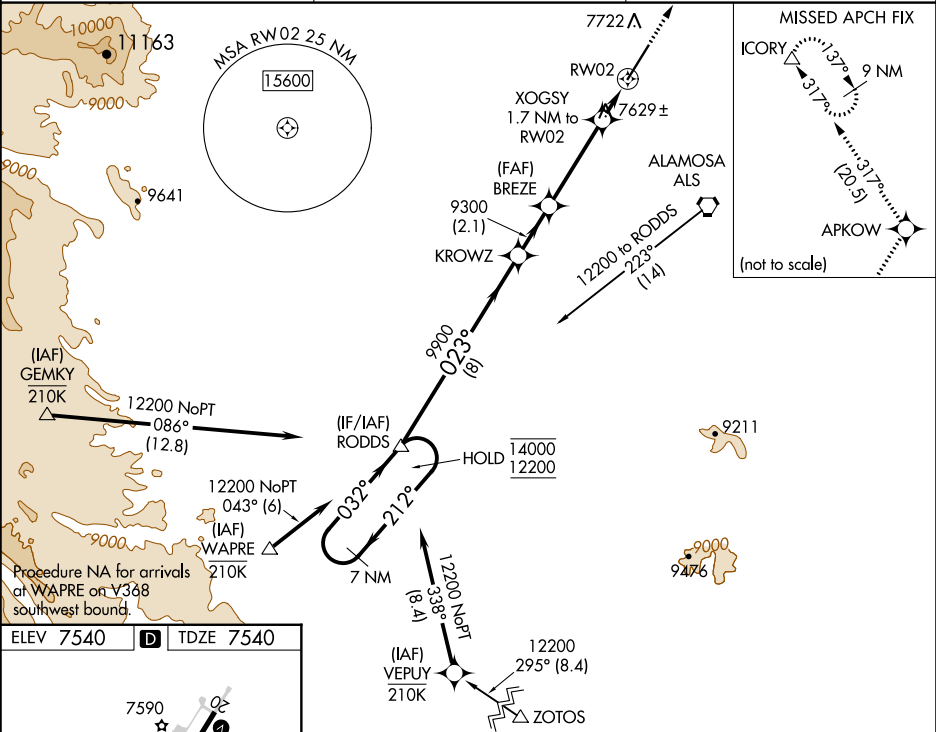 10000
11163
9000
MSA RW02 25 NM
15600
7722
RW02
XOGSY
1.7 NM to
RW02
7629±
MISSED APCH FIX
ICORY
137°
317°
9 NM
317°
(20.5)
APKOW
(not to scale)
9000
9641
(FAF)
BREZE
9300
(2.1)
KROWZ
ALAMOSA
ALS
12200 to RODDS
223°
(14)
9900
023°
(8)
(IAF)
GEMKY
210K
12200 NoPT
086°
(12.8)
(IF/IAF)
RODDS
HOLD
14000
12200
9211
032°
212°
12200 NoPT
043° (6)
(IAF)
WAPRE
210K
7 NM
9000
Procedure NA for arrivals
at WAPRE on V368
southwest bound.
9000
9476
12200 NoPT
338°
(8.4)
(IAF)
VEPUY
210K
12200
295° (8.4)
ZOTOS
ELEV 7540
D
TDZE 7540
7590
20